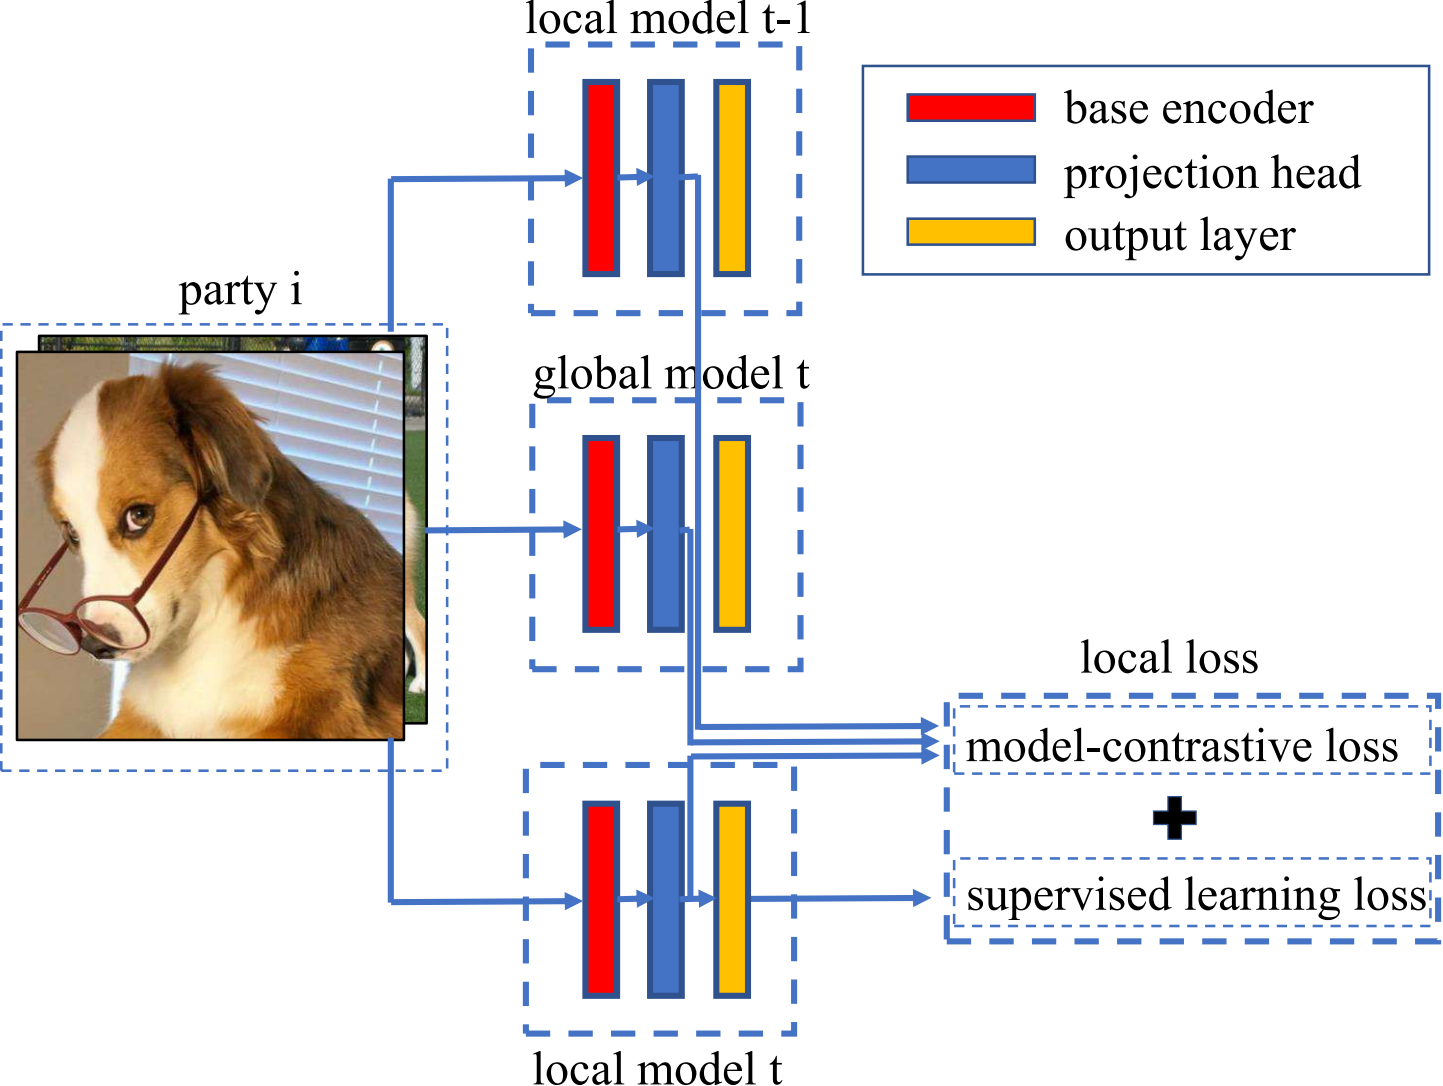 local model t-1
base encoder
projection head
output layer
party i
global model t
local loss
model-contrastive loss
supervised learning loss
local model t